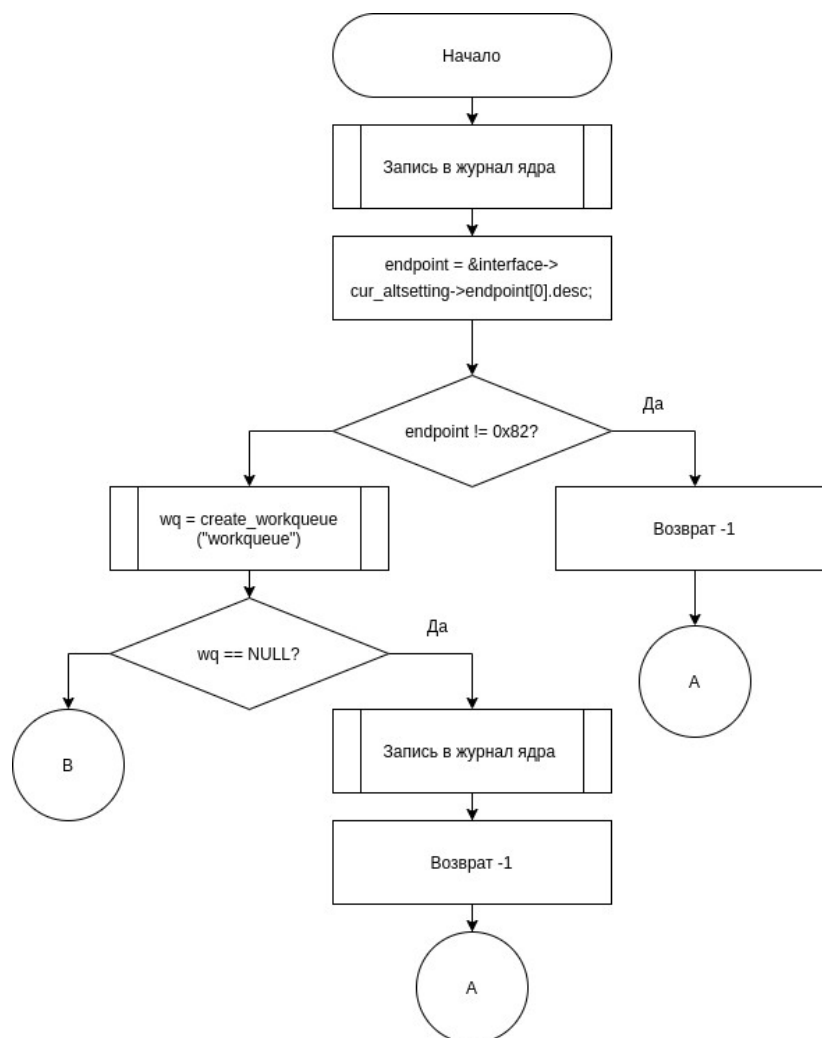 Начало
Запись в журнал ядра
endpoint = &interface->
cur_altsetting->endpoint[0].desc;
endpoint != 0x82?
Да
wq = create_workqueue
("workqueue")
Возврат -1
wq == NULL?
Да
A
B
Запись в журнал ядра
Возврат -1
A